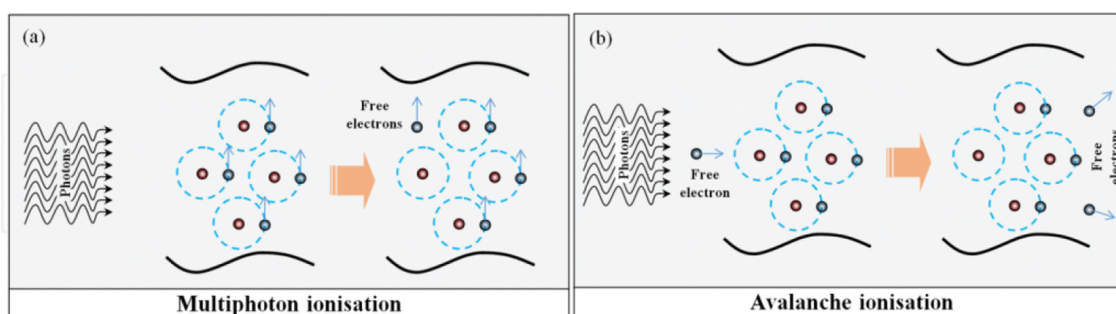 (a)
Photons
Free
electrons
Multiphoton ionisation
(b)
Photons
Free
electron
Free
electrons
Avalanche ionisation